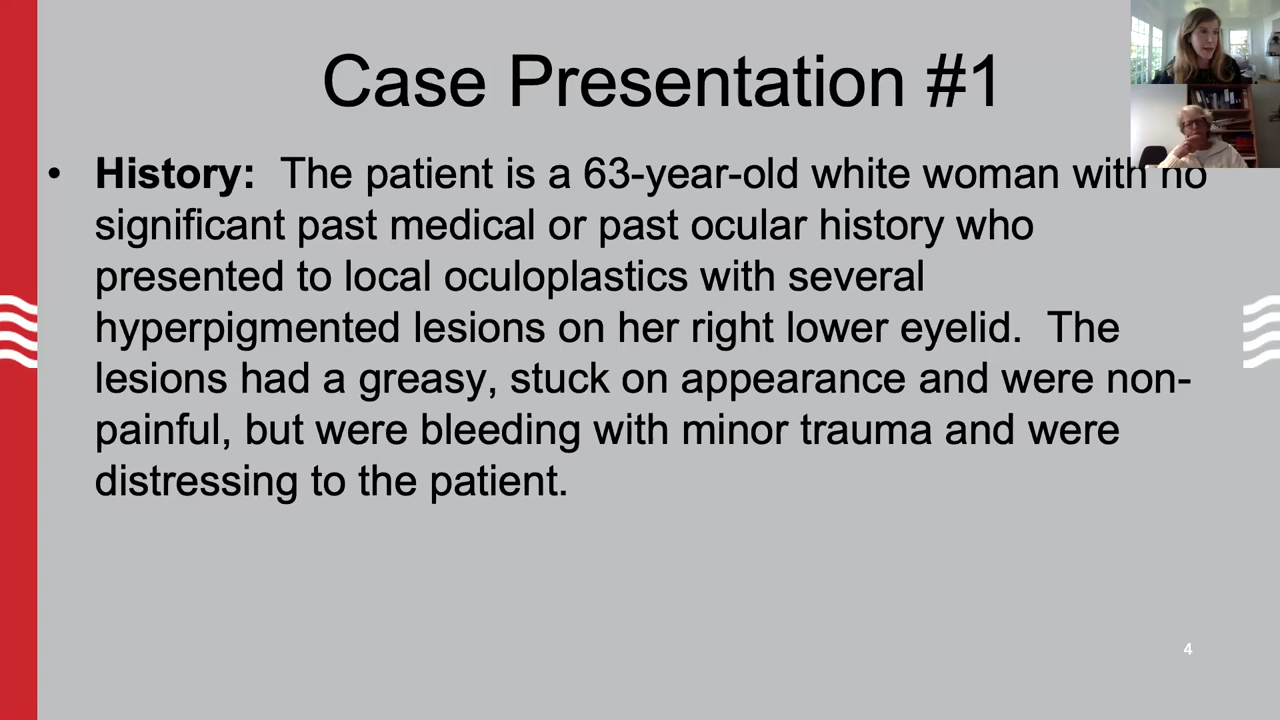 Case Presentation #1
• History: The patient is a 63-year-old white woman with no
significant past medical or past ocular history who
presented to local oculoplastics with several
hyperpigmented lesions on her right lower eyelid. The
lesions had a greasy, stuck on appearance and were non-
painful, but were bleeding with minor trauma and were
distressing to the patient.
4